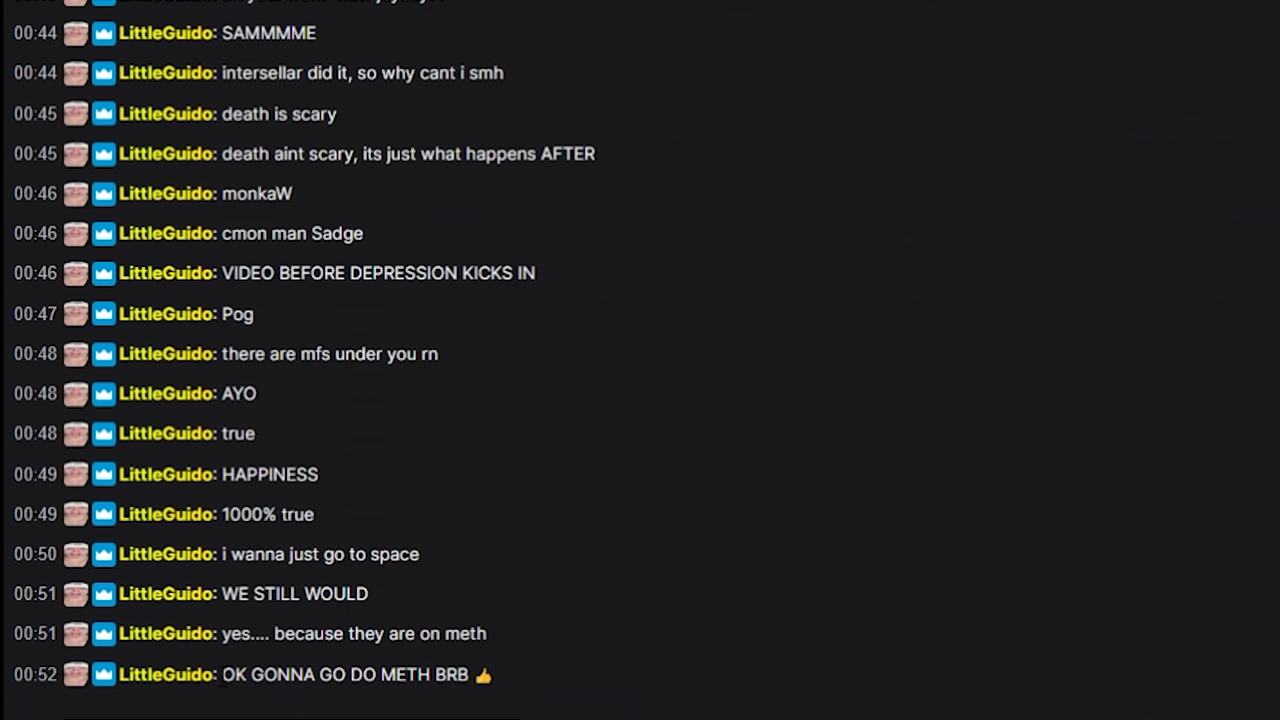 00:44 LittleGuido: SAMMMME
00:44 LittleGuido: intersellar did it, so why cant i smh
00:45 LittleGuido: death is scary
00:45 LittleGuido: death aint scary, its just what happens AFTER
00:46 LittleGuido: monkaW
00:46 LittleGuido: cmon man Sadge
00:46 LittleGuido: VIDEO BEFORE DEPRESSION KICKS IN
00:47 LittleGuido: Pog
00:48 LittleGuido: there are mfs under you rn
00:48 LittleGuido: AYO
00:48 LittleGuido: true
00:49 LittleGuido: HAPPINESS
00:49 LittleGuido: 1000% true
00:50 LittleGuido: i wanna just go to space
00:51 LittleGuido: WE STILL WOULD
00:51 LittleGuido: yes.... because they are on meth
00:52 LittleGuido: OK GONNA GO DO METH BRB 👍